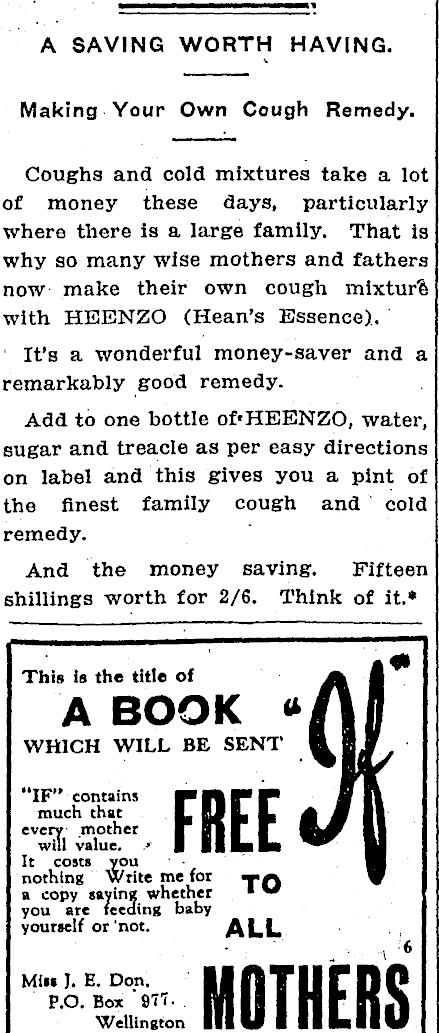 A SAVING WORTH HAVING.
Making Your Own Cough Remedy.
Coughs and cold mixtures take a lot
of money these days, particularly
where there is a large family. That is
why so many wise mothers and fathers
now make their own cough mixture
with HEENZO (Hean's Essence).
It's a wonderful money-saver and a
remarkably good remedy.
Add to one bottle of HEENZO, water,
sugar and treacle as per easy directions
on label and this gives you a pint of
the finest family cough and cold
remedy.
And the money saving. Fifteen
shillings worth for 2/6. Think of it.*
This is the title of
A BOOK
WHICH WILL BE SENT
"If"
"IF" contains
much that
every mother
will value.
It costs you
nothing Write me for
a copy saying whether
you are feeding baby
yourself or not.
FREE
TO
ALL
MOTHERS
6
Miss J. E. Don,
P.O. Box 977.
Wellington